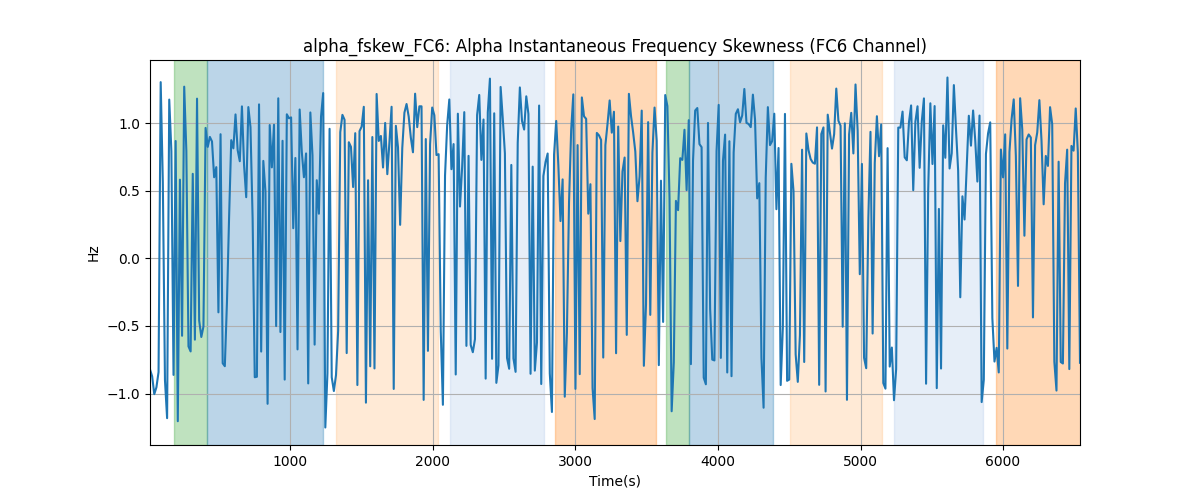 alpha_fskew_FC6: Alpha Instantaneous Frequency Skewness (FC6 Channel)
Hz
1.0
0.5
0.0
−0.5
−1.0
1000 2000 3000 4000 5000 6000
Time(s)